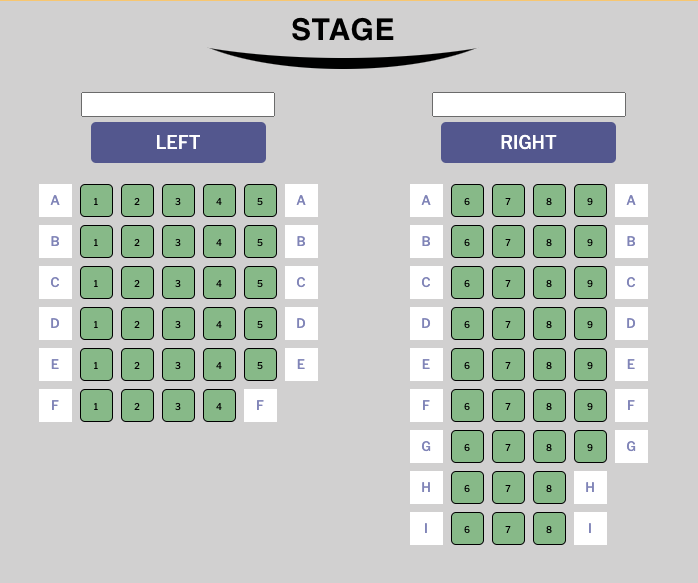 STAGE
LEFT
A 1 2 3 4 5 A
B 1 2 3 4 5 B
C 1 2 3 4 5 C
D 1 2 3 4 5 D
E 1 2 3 4 5 E
F 1 2 3 4 F
RIGHT
A 6 7 8 9 A
B 6 7 8 9 B
C 6 7 8 9 C
D 6 7 8 9 D
E 6 7 8 9 E
F 6 7 8 9 F
G 6 7 8 9 G
H 6 7 8 H
I 6 7 8 I